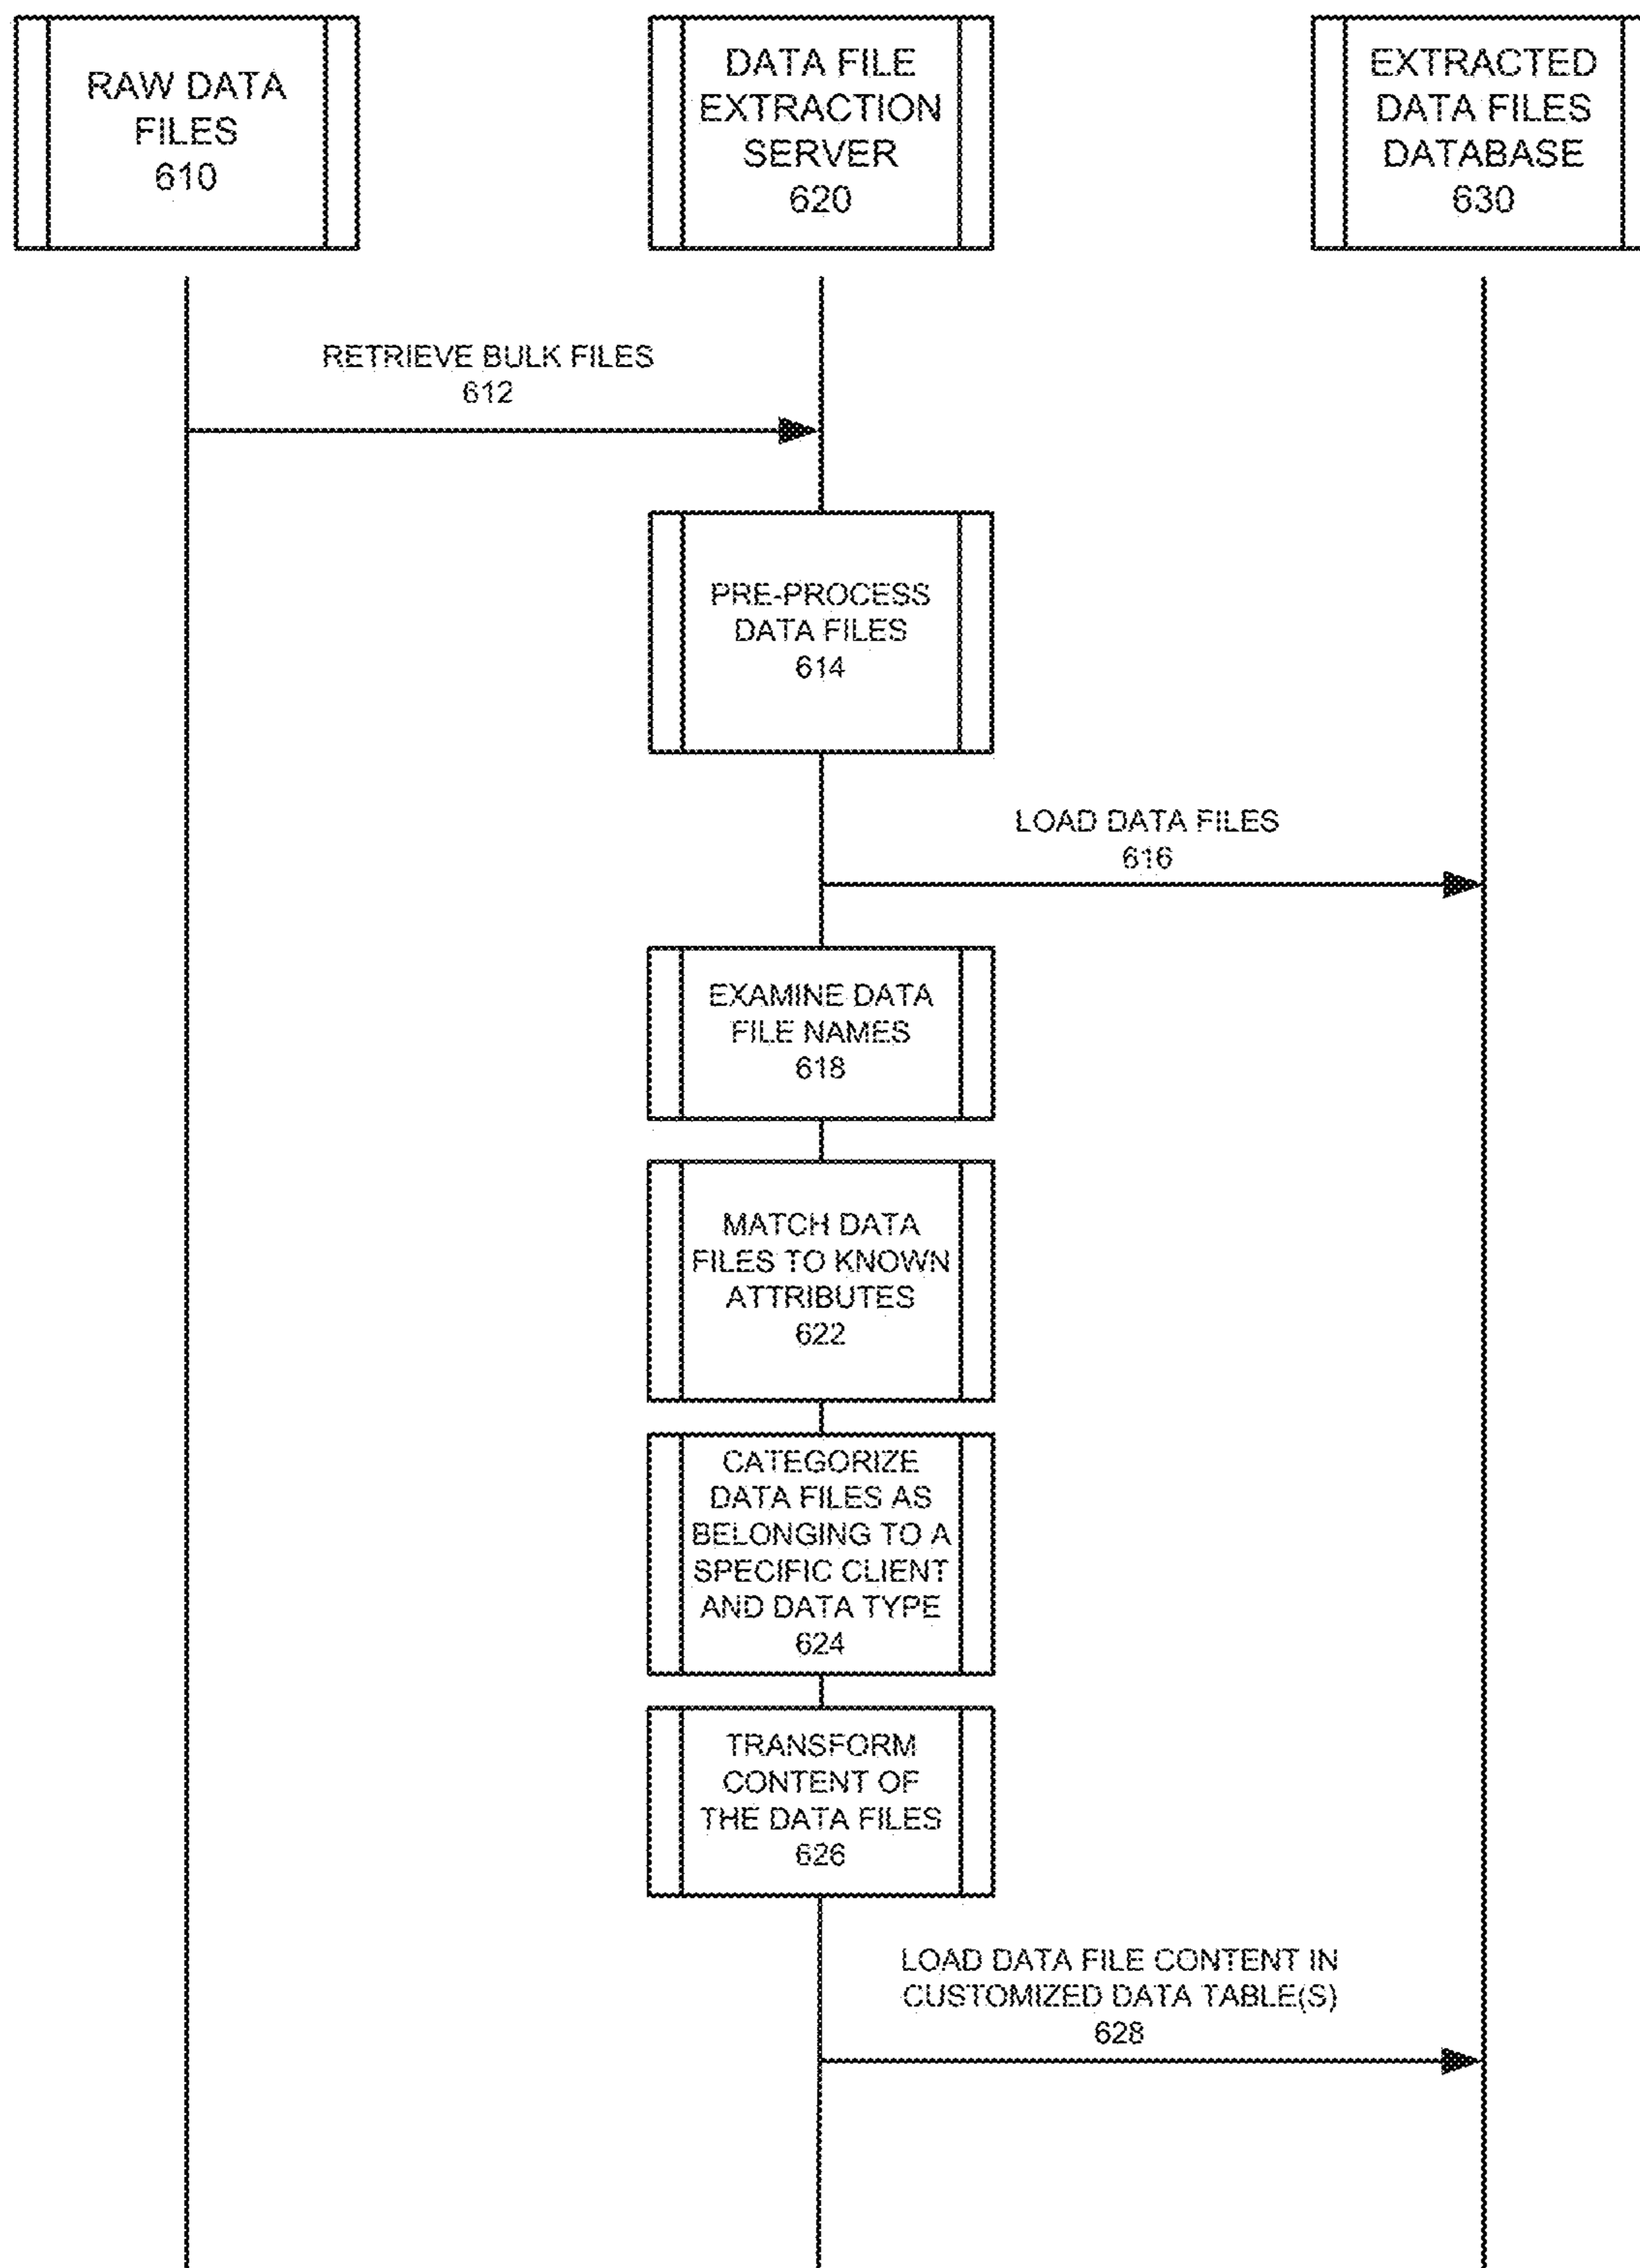 RAW DATA
FILES
610
DATA FILE
EXTRACTION
SERVER
620
EXTRACTED
DATA FILES
DATABASE
630
RETRIEVE BULK FILES
612
PRE-PROCESS
DATA FILES
614
LOAD DATA FILES
616
EXAMINE DATA
FILE NAMES
618
MATCH DATA
FILES TO KNOWN
ATTRIBUTES
622
CATEGORIZE
DATA FILES AS
BELONGING TO A
SPECIFIC CLIENT
AND DATA TYPE
624
TRANSFORM
CONTENT OF
THE DATA FILES
626
LOAD DATA FILE CONTENT IN
CUSTOMIZED DATA TABLE(S)
628